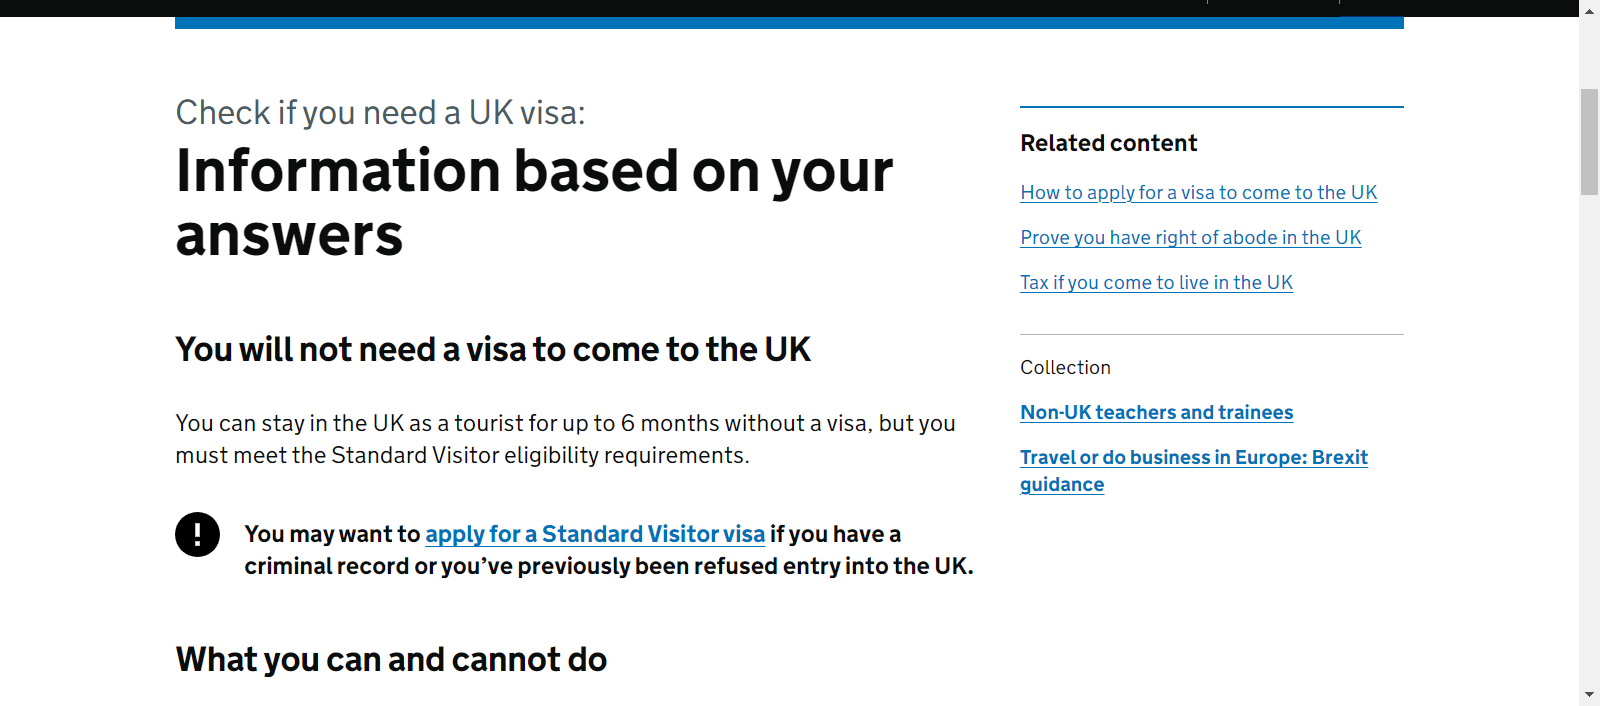 Check if you need a UK visa:
Information based on your
answers
You will not need a visa to come to the UK
You can stay in the UK as a tourist for up to 6 months without a visa, but you
must meet the Standard Visitor eligibility requirements.
!
You may want to apply for a Standard Visitor visa if you have a
criminal record or you’ve previously been refused entry into the UK.
What you can and cannot do
Related content
How to apply for a visa to come to the UK
Prove you have right of abode in the UK
Tax if you come to live in the UK
Collection
Non-UK teachers and trainees
Travel or do business in Europe: Brexit
guidance